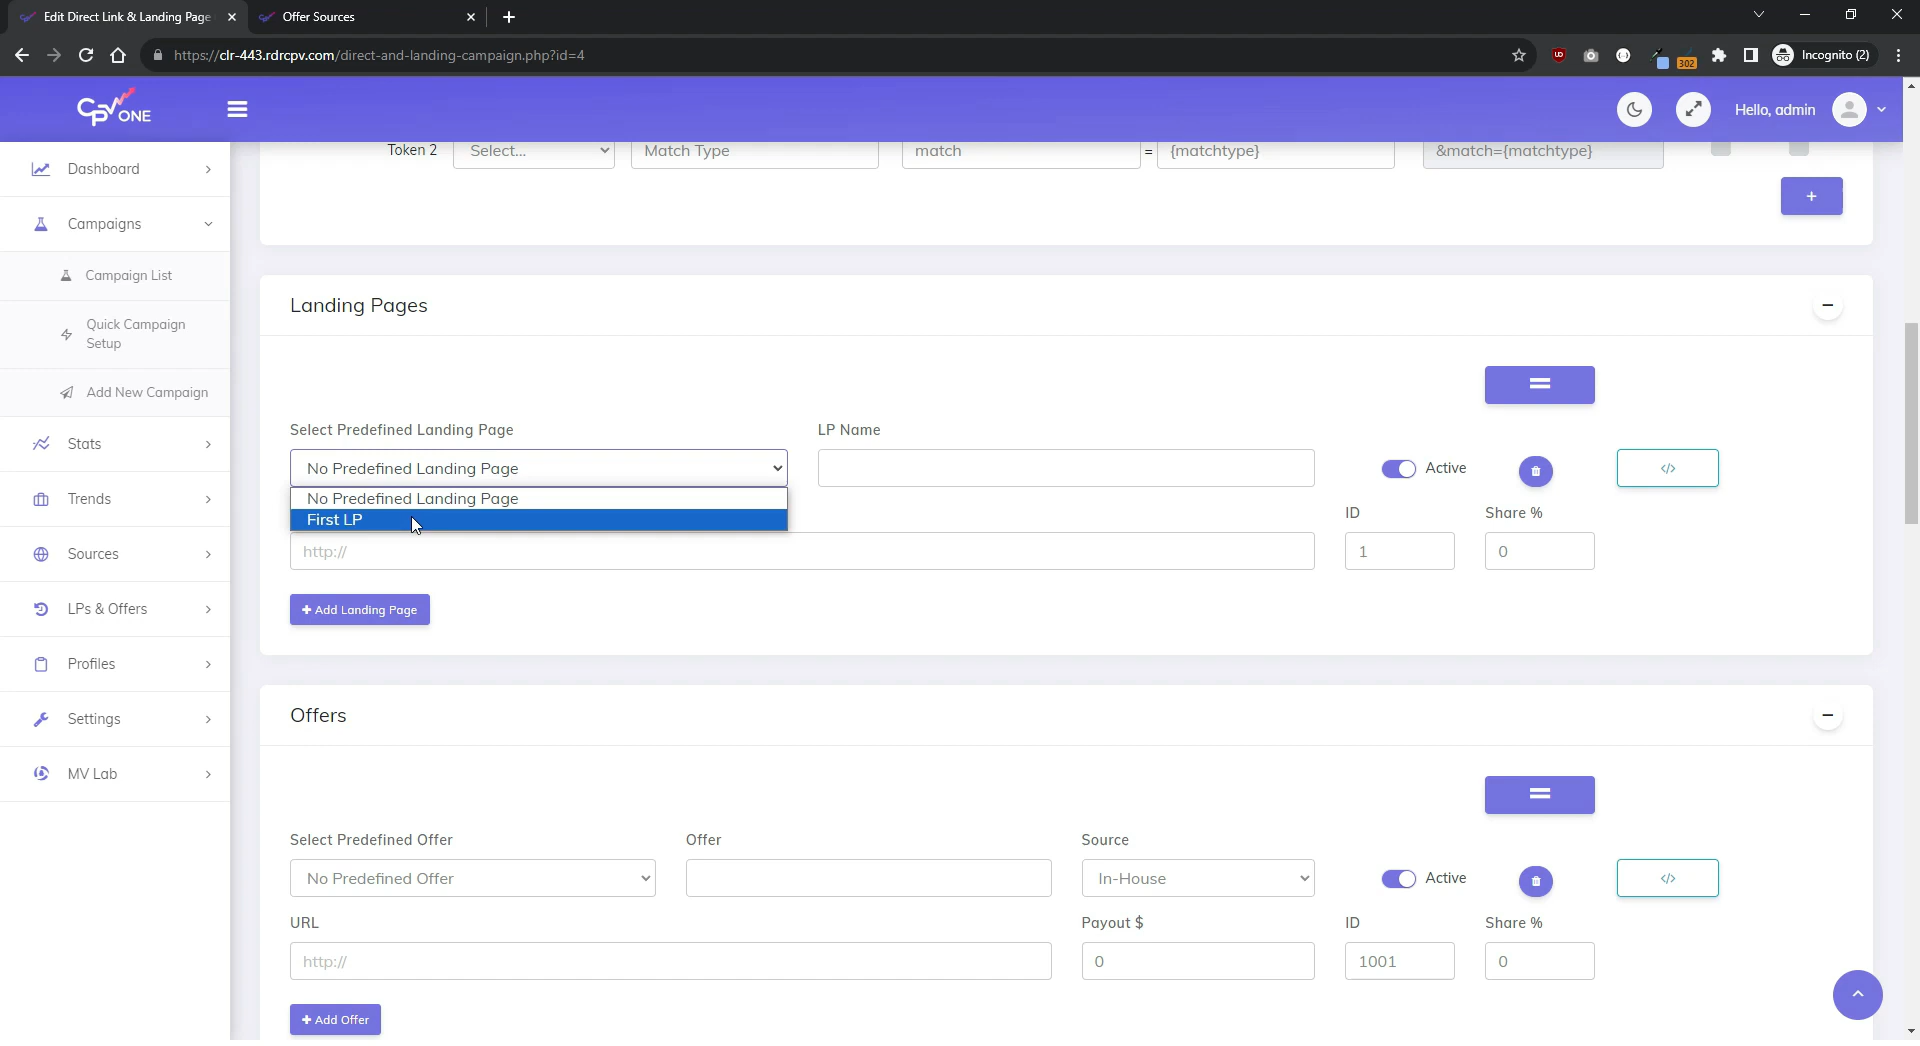 Edit Direct Link & Landing Page
Offer Sources
https://clr-443.rdrcpv.com/direct-and-landing-campaign.php?id=4
302
Incognito (2)
CPV ONE
Hello, admin
Dashboard
Campaigns
Campaign List
Quick Campaign
Setup
Add New Campaign
Stats
Trends
Sources
LPs & Offers
Profiles
Settings
MV Lab
Token 2
Select...
Match Type
match
=
{matchtype}
&match={matchtype}
+
Landing Pages
Select Predefined Landing Page
LP Name
No Predefined Landing Page
Active
</>
No Predefined Landing Page
First LP
ID
Share %
http://
1
0
+ Add Landing Page
Offers
Select Predefined Offer
Offer
Source
No Predefined Offer
In-House
Active
</>
URL
Payout $
ID
Share %
http://
0
1001
0
+ Add Offer